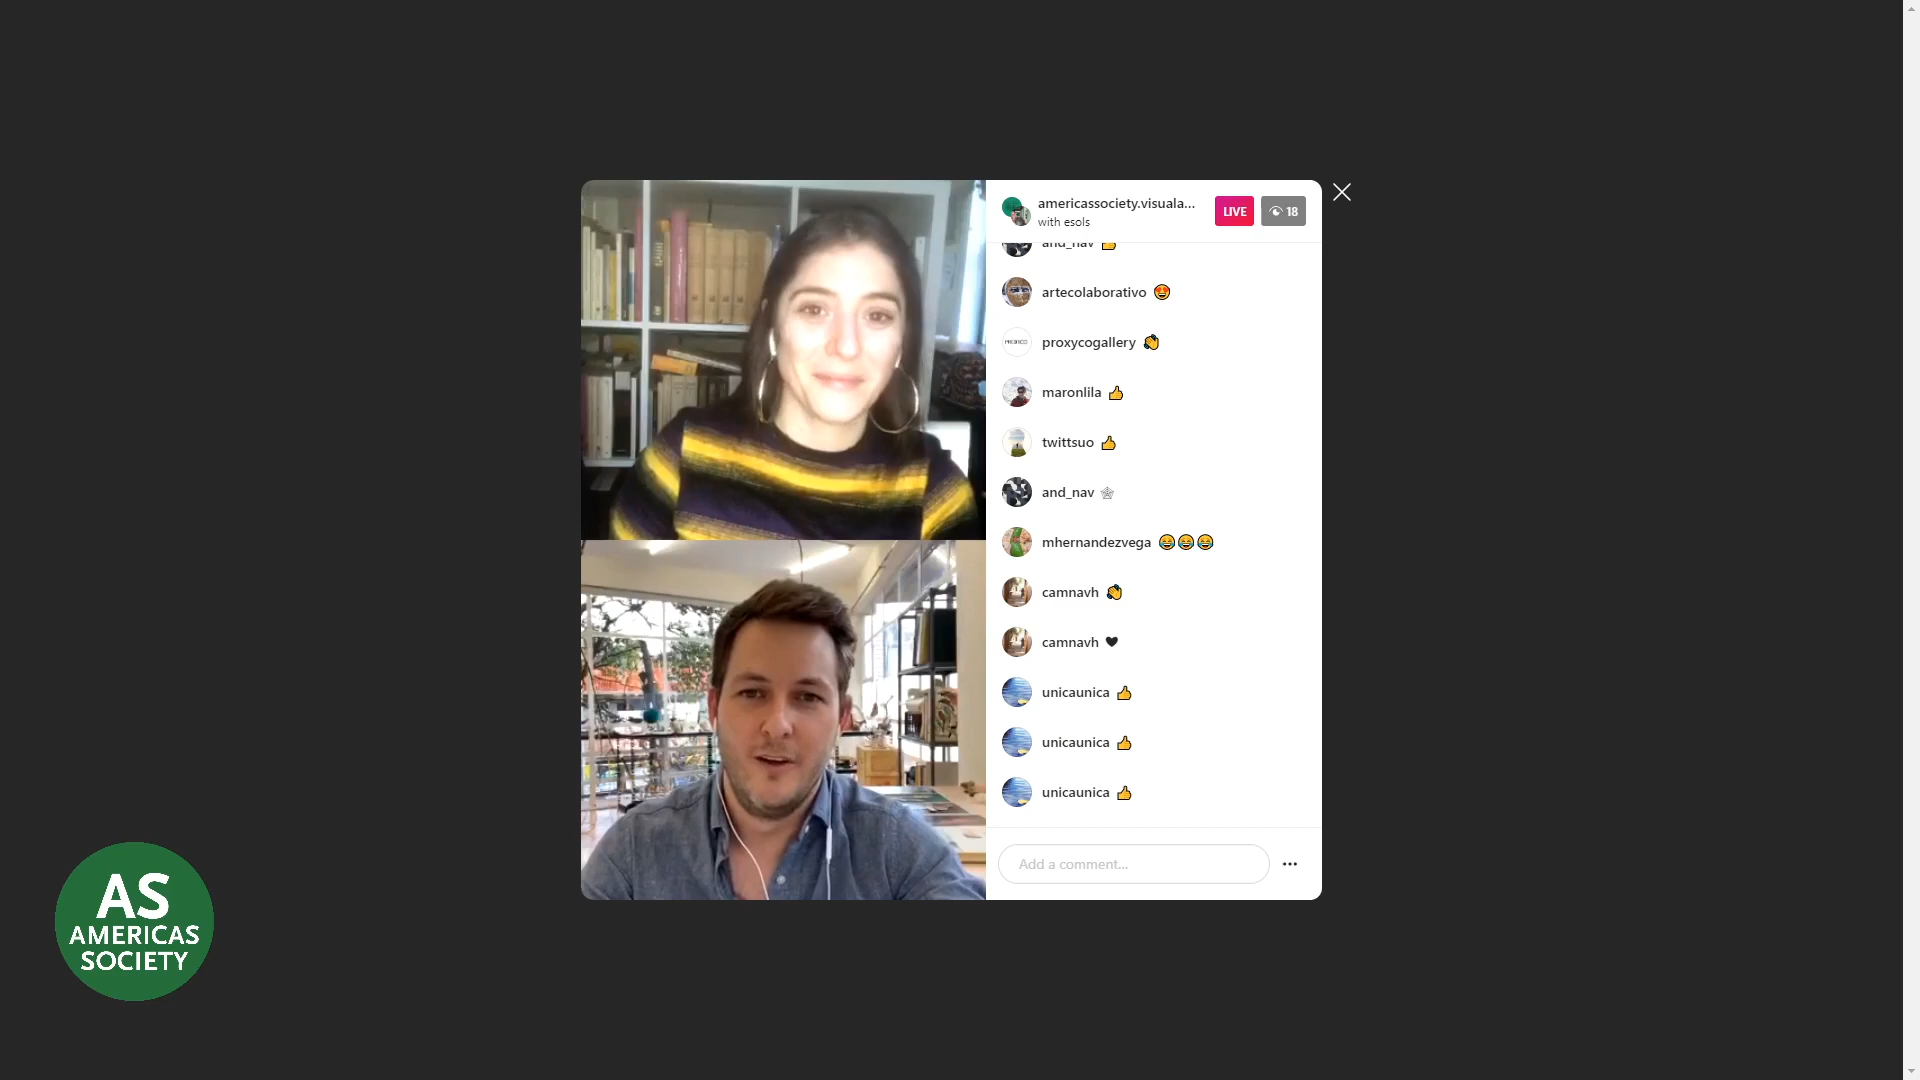 americassociety.visuala...
with esols
LIVE
18
and_nav 👍
artecolaborativo 😍
proxycogallery 👏
maronlila 👍
twittsuo 👍
and_nav 🕸
mhernandezvega 😂😂😂
camnavh 👏
camnavh 🖤
unicaunica 👍
unicaunica 👍
unicaunica 👍
Add a comment...
AS
AMERICAS
SOCIETY